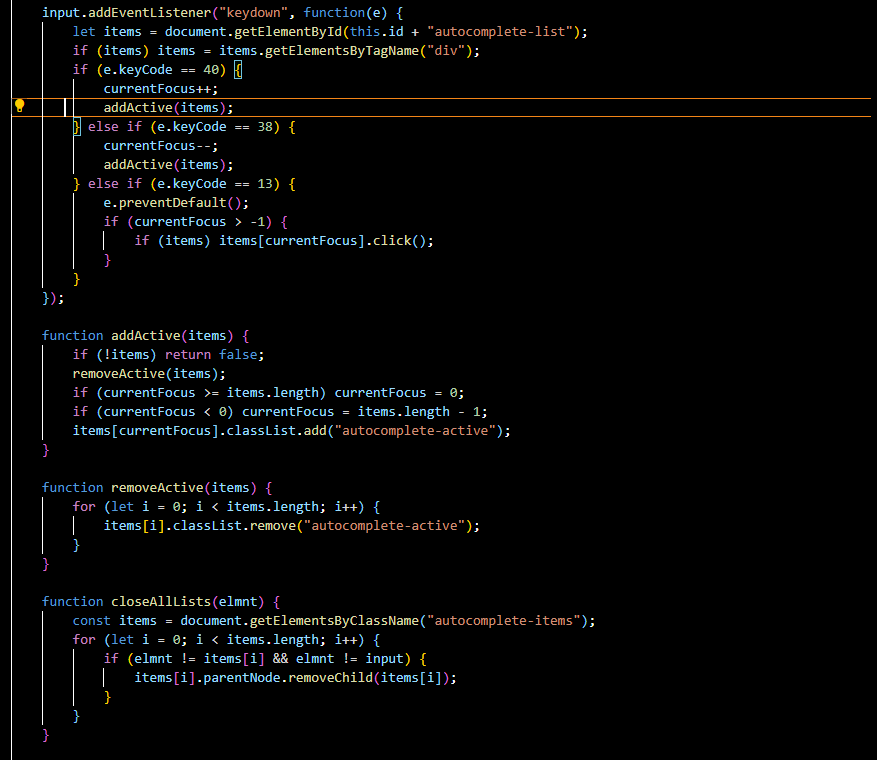 input.addEventListener("keydown", function(e) {
let items = document.getElementById(this.id + "autocomplete-list");
if (items) items = items.getElementsByTagName("div");
if (e.keyCode == 40) {
currentFocus++;
addActive(items);
} else if (e.keyCode == 38) {
currentFocus--;
addActive(items);
} else if (e.keyCode == 13) {
e.preventDefault();
if (currentFocus > -1) {
if (items) items[currentFocus].click();
}
}
});
function addActive(items) {
if (!items) return false;
removeActive(items);
if (currentFocus >= items.length) currentFocus = 0;
if (currentFocus < 0) currentFocus = items.length - 1;
items[currentFocus].classList.add("autocomplete-active");
}
function removeActive(items) {
for (let i = 0; i < items.length; i++) {
items[i].classList.remove("autocomplete-active");
}
}
function closeAllLists(elmnt) {
const items = document.getElementsByClassName("autocomplete-items");
for (let i = 0; i < items.length; i++) {
if (elmnt != items[i] && elmnt != input) {
items[i].parentNode.removeChild(items[i]);
}
}
}